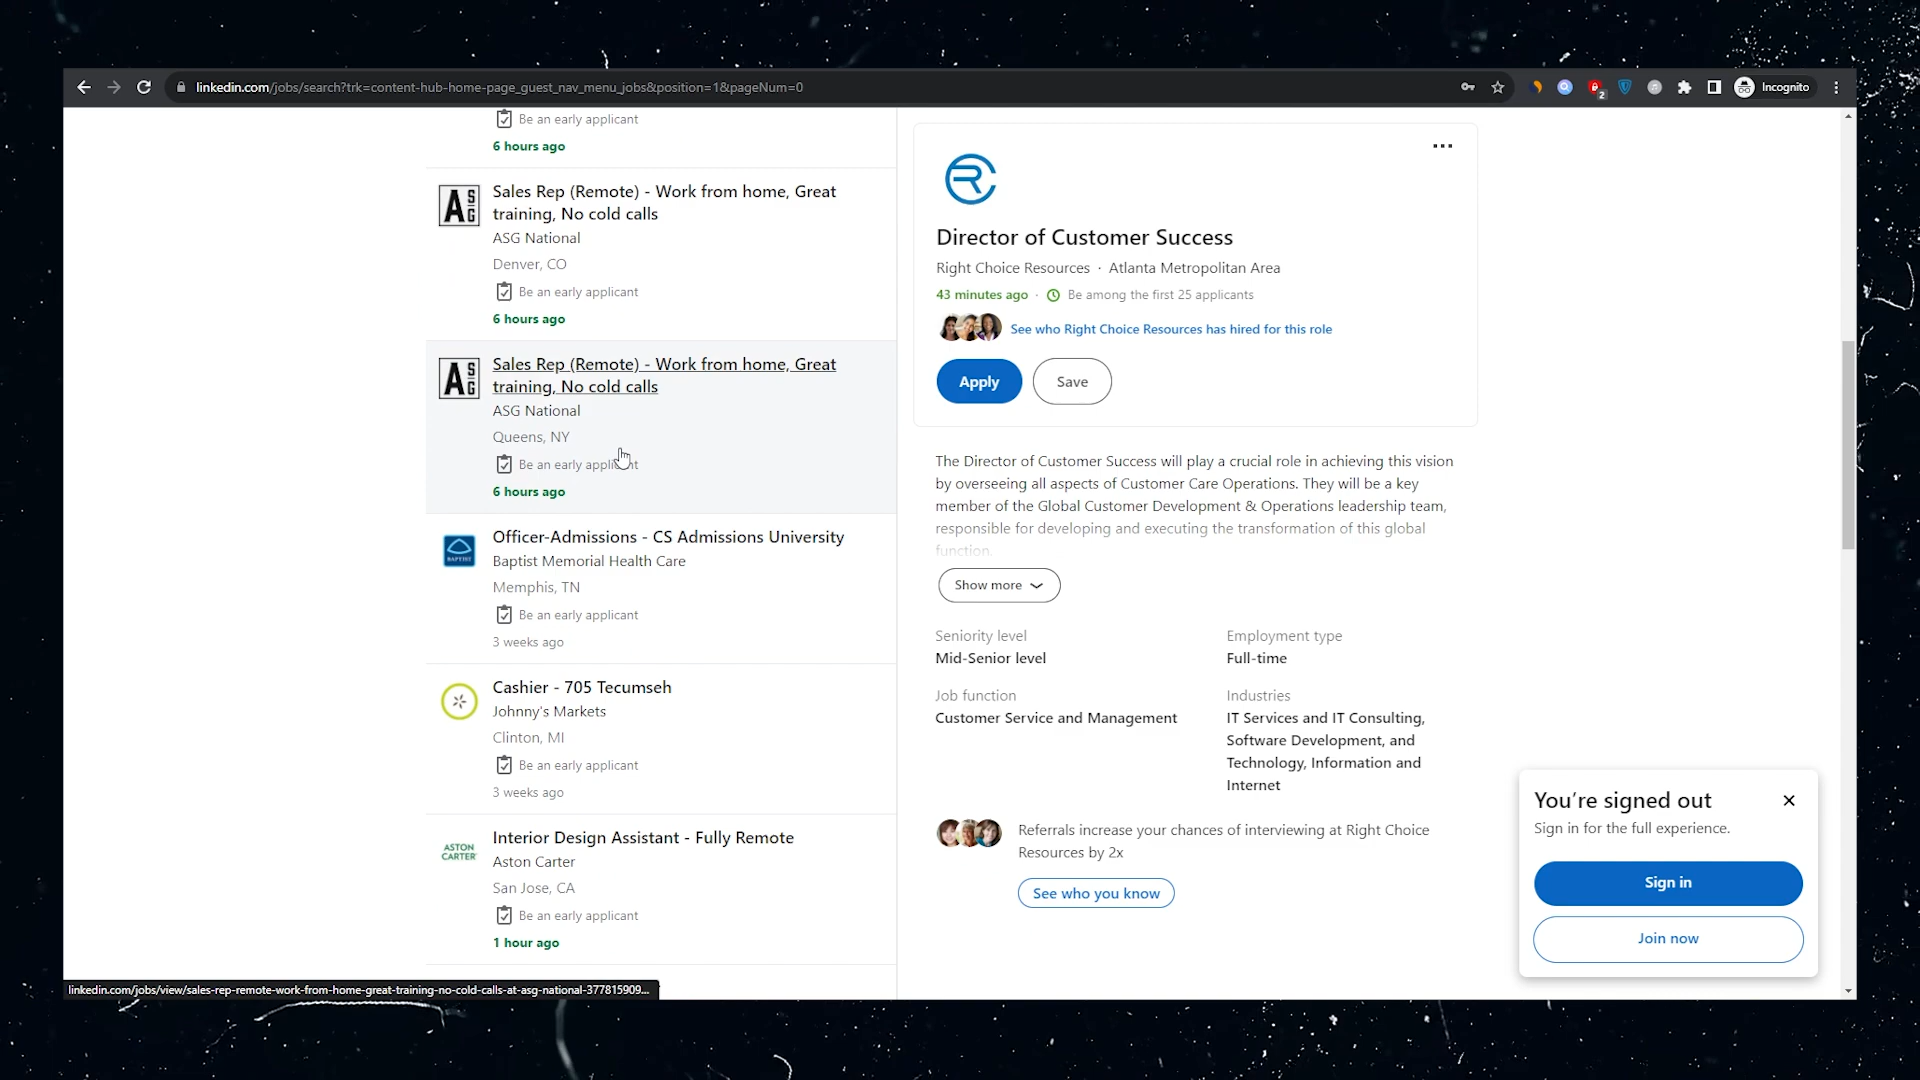 linkedin.com/jobs/search?trk=content-hub-home-page_guest_nav_menu_jobs&position=1&pageNum=0
2
Incognito
Be an early applicant
6 hours ago
ASG
Sales Rep (Remote) - Work from home, Great
training, No cold calls
ASG National
Denver, CO
Be an early applicant
6 hours ago
ASG
Sales Rep (Remote) - Work from home, Great
training, No cold calls
ASG National
Queens, NY
Be an early applicant
6 hours ago
BAPTIST
Officer-Admissions - CS Admissions University
Baptist Memorial Health Care
Memphis, TN
Be an early applicant
3 weeks ago
Cashier - 705 Tecumseh
Johnny's Markets
Clinton, MI
Be an early applicant
3 weeks ago
ASTON
CARTER
Interior Design Assistant - Fully Remote
Aston Carter
San Jose, CA
Be an early applicant
1 hour ago
linkedin.com/jobs/view/sales-rep-remote-work-from-home-great-training-no-cold-calls-at-asg-national-377815909...
Director of Customer Success
Right Choice Resources · Atlanta Metropolitan Area
43 minutes ago · Be among the first 25 applicants
See who Right Choice Resources has hired for this role
Apply
Save
The Director of Customer Success will play a crucial role in achieving this vision
by overseeing all aspects of Customer Care Operations. They will be a key
member of the Global Customer Development & Operations leadership team,
responsible for developing and executing the transformation of this global
function.
Show more
Seniority level
Mid-Senior level
Employment type
Full-time
Job function
Customer Service and Management
Industries
IT Services and IT Consulting,
Software Development, and
Technology, Information and
Internet
Referrals increase your chances of interviewing at Right Choice
Resources by 2x
See who you know
You're signed out
Sign in for the full experience.
Sign in
Join now